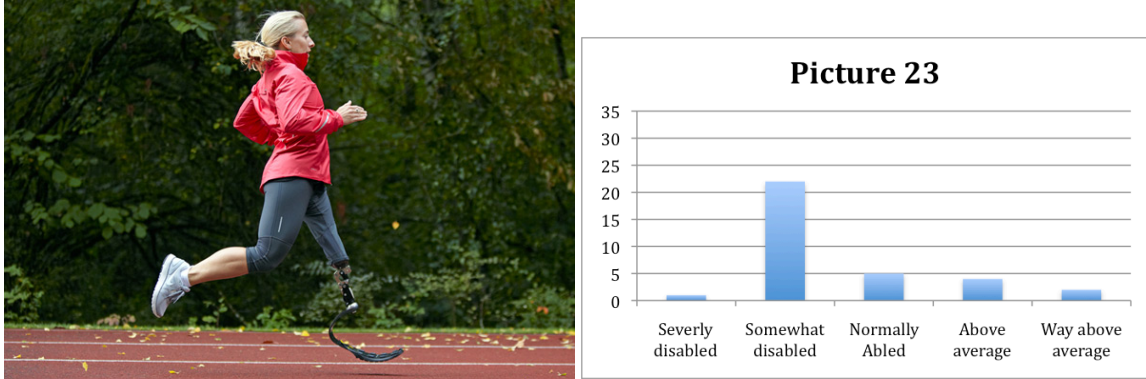 Picture 23
35
30
25
20
15
10
5
0
Severly
disabled
Somewhat
disabled
Normally
Abled
Above
average
Way above
average